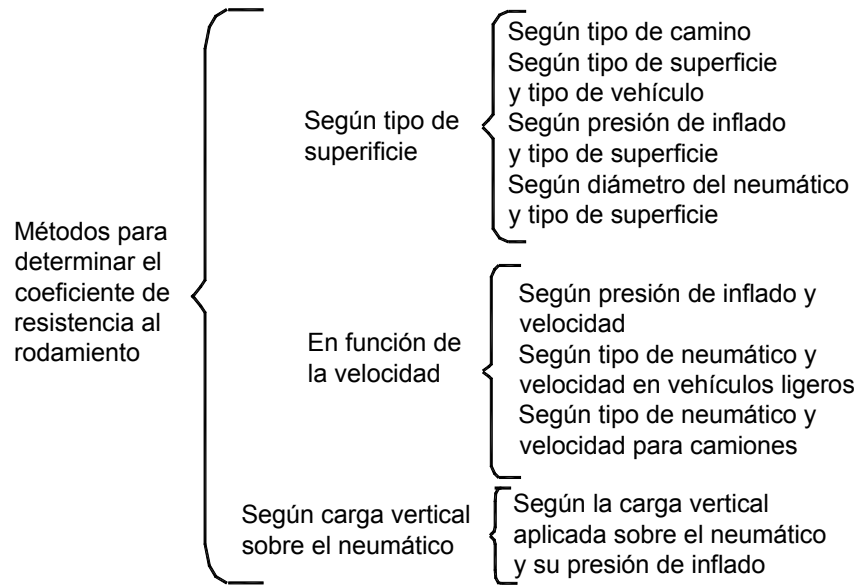 Métodos para
determinar el
coeficiente de
resistencia al
rodamiento
Según tipo de
superificie
Según tipo de camino
Según tipo de superficie
y tipo de vehículo
Según presión de inflado
y tipo de superficie
Según diámetro del neumático
y tipo de superficie
En función de
la velocidad
Según presión de inflado y
velocidad
Según tipo de neumático y
velocidad en vehículos ligeros
Según tipo de neumático y
velocidad para camiones
Según carga vertical
sobre el neumático
Según la carga vertical
aplicada sobre el neumático
y su presión de inflado